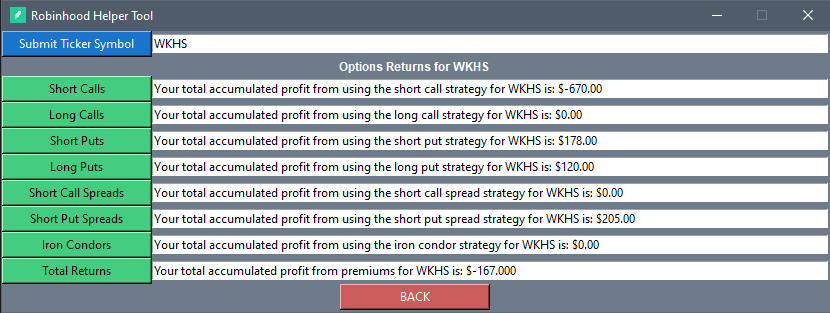 Robinhood Helper Tool
Submit Ticker Symbol WKHS
Options Returns for WKHS
Short Calls Your total accumulated profit from using the short call strategy for WKHS is: $-670.00
Long Calls Your total accumulated profit from using the long call strategy for WKHS is: $0.00
Short Puts Your total accumulated profit from using the short put strategy for WKHS is: $178.00
Long Puts Your total accumulated profit from using the long put strategy for WKHS is: $120.00
Short Call Spreads Your total accumulated profit from using the short call spread strategy for WKHS is: $0.00
Short Put Spreads Your total accumulated profit from using the short put spread strategy for WKHS is: $205.00
Iron Condors Your total accumulated profit from using the iron condor strategy for WKHS is: $0.00
Total Returns Your total accumulated profit from premiums for WKHS is: $-167.000
BACK